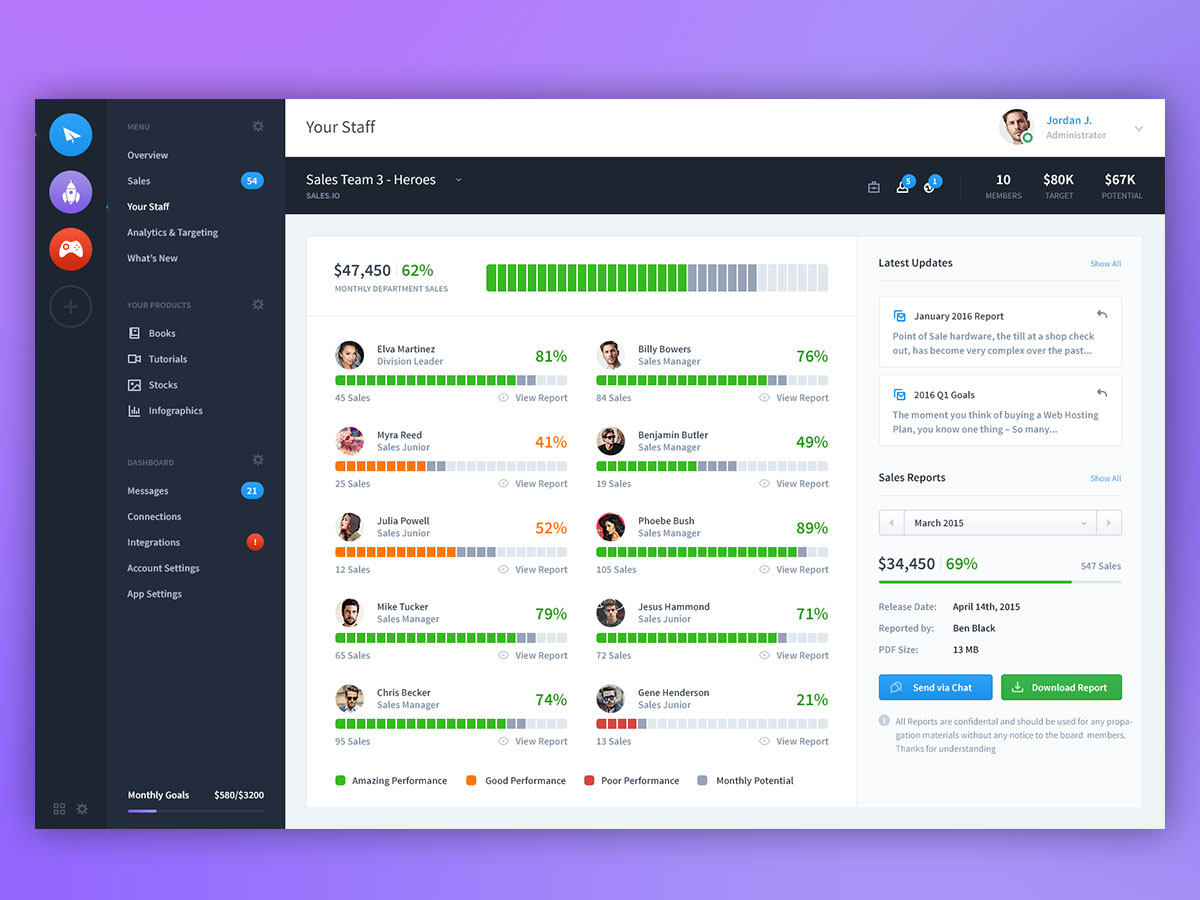 MENU
Overview
Sales
54
Your Staff
Analytics & Targeting
What's New
YOUR PRODUCTS
Books
Tutorials
Stocks
Infographics
DASHBOARD
Messages
21
Connections
Integrations
!
Account Settings
App Settings
Monthly Goals
$580/$3200
Your Staff
Jordan J.
Administrator
Sales Team 3 - Heroes
SALES.IO
5
1
10
MEMBERS
$80K
TARGET
$67K
POTENTIAL
$47,450
62%
MONTHLY DEPARTMENT SALES
Elva Martinez
Division Leader
81%
45 Sales
View Report
Billy Bowers
Sales Manager
76%
84 Sales
View Report
Myra Reed
Sales Junior
41%
25 Sales
View Report
Benjamin Butler
Sales Manager
49%
19 Sales
View Report
Julia Powell
Sales Junior
52%
12 Sales
View Report
Phoebe Bush
Sales Manager
89%
105 Sales
View Report
Mike Tucker
Sales Manager
79%
65 Sales
View Report
Jesus Hammond
Sales Junior
71%
72 Sales
View Report
Chris Becker
Sales Manager
74%
95 Sales
View Report
Gene Henderson
Sales Junior
21%
13 Sales
View Report
Amazing Performance
Good Performance
Poor Performance
Monthly Potential
Latest Updates
Show All
January 2016 Report
Point of Sale hardware, the till at a shop check
out, has become very complex over the past...
2016 Q1 Goals
The moment you think of buying a Web Hosting
Plan, you know one thing – So many...
Sales Reports
Show All
March 2015
$34,450
69%
547 Sales
Release Date:
April 14th, 2015
Reported by:
Ben Black
PDF Size:
13 MB
Send via Chat
Download Report
All Reports are confidental and should be used for any propa-
gation materials without any notice to the board members.
Thanks for understanding